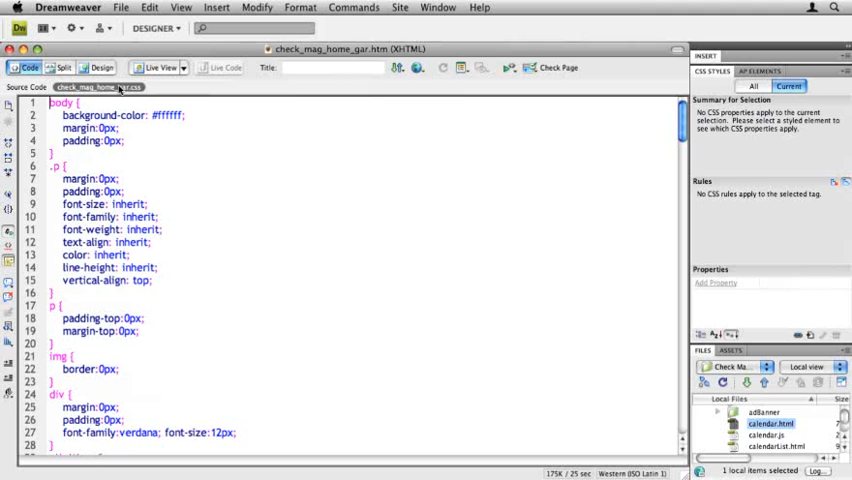 Dreamweaver File Edit View Insert Modify Format Commands Site Window Help
Dw DESIGNER
check_mag_home_gar.htm (XHTML)
Code Split Design Live View Live Code Title: Check Page
Source Code check_mag_home_gar.css
1 body {
2 background-color: #ffffff;
3 margin:0px;
4 padding:0px;
5 }
6 .p {
7 margin:0px;
8 padding:0px;
9 font-size: inherit;
10 font-family: inherit;
11 font-weight: inherit;
12 text-align: inherit;
13 color: inherit;
14 line-height: inherit;
15 vertical-align: top;
16 }
17 p {
18 padding-top:0px;
19 margin-top:0px;
20 }
21 img {
22 border:0px;
23 }
24 div {
25 margin:0px;
26 padding:0px;
27 font-family:verdana; font-size:12px;
28 }
175K / 25 sec Western (ISO Latin 1)
INSERT
CSS STYLES AP ELEMENTS
All Current
Summary for Selection
No CSS properties apply to the current
selection. Please select a styled element to
see which CSS properties apply.
Rules
No CSS rules apply to the selected tag.
Properties
Add Property
FILES ASSETS
Check Ma... Local view
Local Files Size
adBanner
calendar.html 7
calendar.js 2
calendarList.html 9
1 local items selected Log...